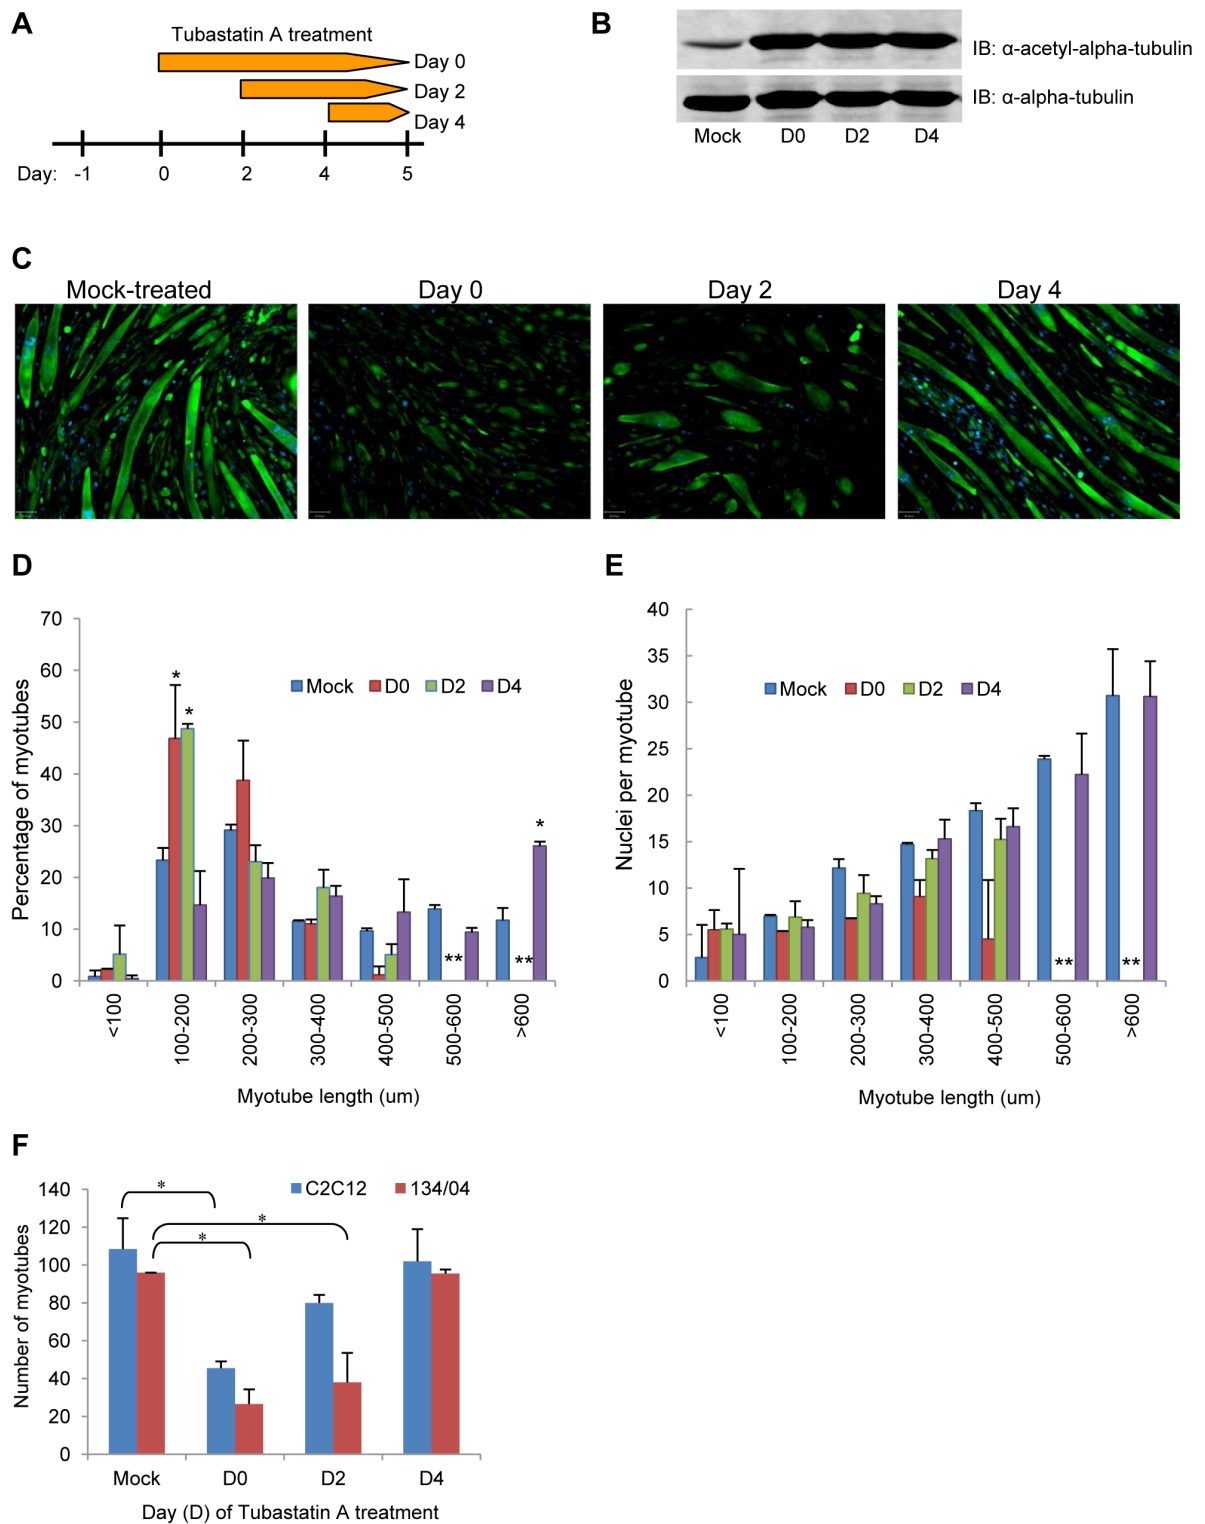 A
Tubastatin A treatment
Day 0
Day 2
Day 4
Day: -1 0 2 4 5
B
IB: α-acetyl-alpha-tubulin
IB: α-alpha-tubulin
Mock D0 D2 D4
C
Mock-treated Day 0 Day 2 Day 4
D
70
60
50
40
30
20
10
0
Percentage of myotubes
Mock D0 D2 D4
*
*
*
** **
<100 100-200 200-300 300-400 400-500 500-600 >600
Myotube length (um)
E
40
35
30
25
20
15
10
5
0
Nuclei per myotube
Mock D0 D2 D4
** **
<100 100-200 200-300 300-400 400-500 500-600 >600
Myotube length (um)
F
140
120
100
80
60
40
20
0
Number of myotubes
C2C12 134/04
*
*
*
Mock D0 D2 D4
Day (D) of Tubastatin A treatment